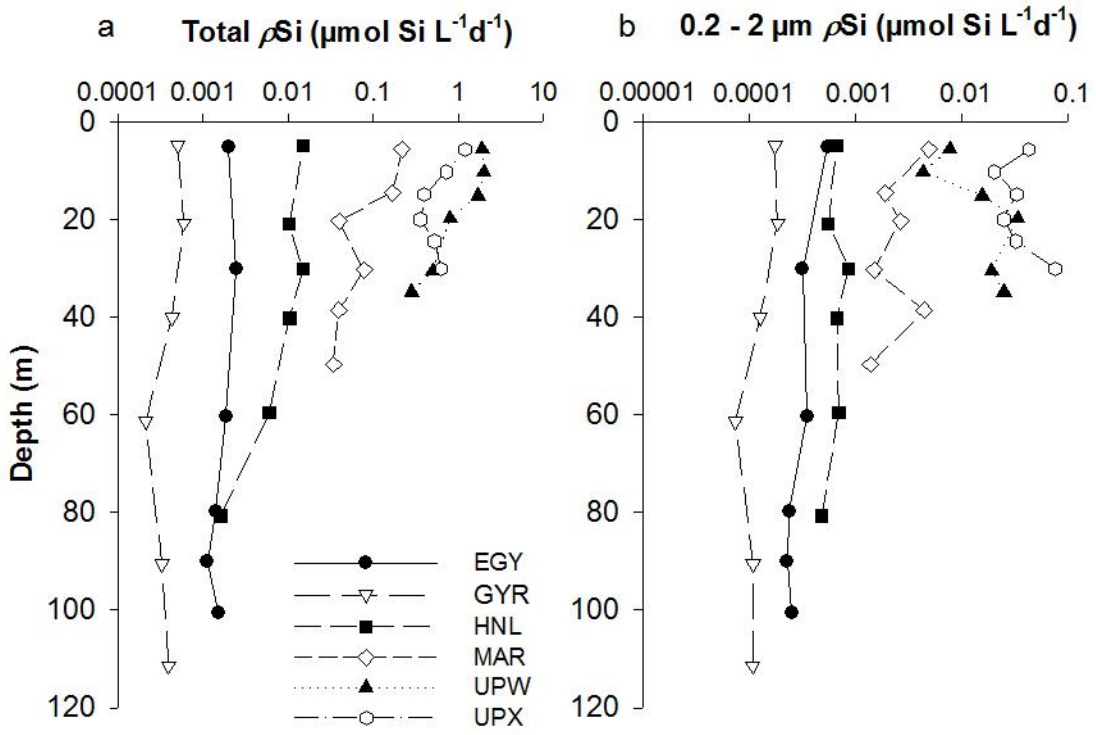 a Total ρSi (µmol Si L⁻¹d⁻¹)
b 0.2 - 2 µm ρSi (µmol Si L⁻¹d⁻¹)
0.0001 0.001 0.01 0.1 1 10
0.00001 0.0001 0.001 0.01 0.1
0
20
40
60
80
100
120
Depth (m)
0
20
40
60
80
100
120
EGY
GYR
HNL
MAR
UPW
UPX